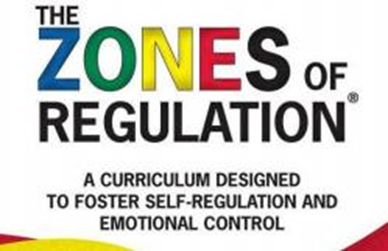 THE
ZONES OF
REGULATION®
A CURRICULUM DESIGNED
TO FOSTER SELF-REGULATION AND
EMOTIONAL CONTROL